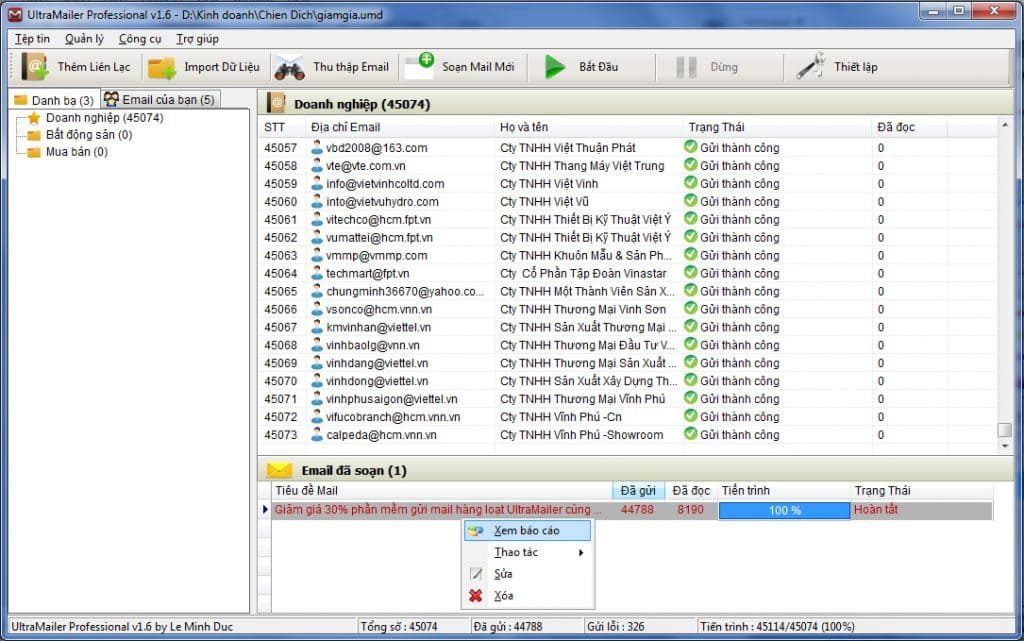 UltraMailer Professional v1.6 - D:\Kinh doanh\Chien Dich\giamgia.umd
Tệp tin Quản lý Công cụ Trợ giúp
Thêm Liên Lạc Import Dữ Liệu Thu thập Email Soạn Mail Mới Bắt Đầu Dừng Thiết lập
Danh bạ (3) Email của bạn (5)
Doanh nghiệp (45074)
Bất động sản (0)
Mua bán (0)
Doanh nghiệp (45074)
STT Địa chỉ Email Họ và tên Trạng Thái Đã đọc
45057 vbd2008@163.com Cty TNHH Việt Thuận Phát Gửi thành công 0
45058 vte@vte.com.vn Cty TNHH Thang Máy Việt Trung Gửi thành công 0
45059 info@vietvinhcoltd.com Cty TNHH Việt Vinh Gửi thành công 0
45060 into@vietvuhydro.com Cty TNHH Việt Vũ Gửi thành công 0
45061 vitechco@hcm.fpt.vn Cty TNHH Thiết Bị Kỹ Thuật Việt Ý Gửi thành công 0
45062 vumattei@hcm.fpt.vn Cty TNHH Thiết Bị Kỹ Thuật Việt Ý Gửi thành công 0
45063 vmmp@vmmp.com Cty TNHH Khuôn Mẫu & Sản Ph... Gửi thành công 0
45064 techmart@fpt.vn Cty Cổ Phần Tập Đoàn Vinastar Gửi thành công 0
45065 chungminh36670@yahoo.co... Cty TNHH Một Thành Viên Sản X... Gửi thành công 0
45066 vsonco@hcm.vnn.vn Cty TNHH Thương Mại Vinh Sơn Gửi thành công 0
45067 kmvinhan@viettel.vn Cty TNHH Sản Xuất Thương Mại ... Gửi thành công 0
45068 vinhbaolg@vnn.vn Cty TNHH Thương Mại Đầu Tư V... Gửi thành công 0
45069 vinhdang@viettel.vn Cty TNHH Thương Mại Sản Xuất ... Gửi thành công 0
45070 vinhdong@viettel.vn Cty TNHH Sản Xuất Xây Dựng Th... Gửi thành công 0
45071 vinhphusaigon@viettel.vn Cty TNHH Thương Mại Vĩnh Phú Gửi thành công 0
45072 vifucobranch@hcm.vnn.vn Cty TNHH Vĩnh Phú -Cn Gửi thành công 0
45073 calpeda@hcm.vnn.vn Cty TNHH Vĩnh Phú -Showroom Gửi thành công 0
Email đã soạn (1)
Tiêu đề Mail Đã gửi Đã đọc Tiến trình Trạng Thái
Giảm giá 30% phần mềm gửi mail hàng loạt UltraMailer cùng ... 44788 8190 100 % Hoàn tất
Xem báo cáo
Thao tác
Sửa
Xóa
UltraMailer Professional v1.6 by Le Minh Duc Tổng số : 45074 Đã gửi : 44788 Gửi lỗi : 326 Tiến trình : 45114/45074 (100%)